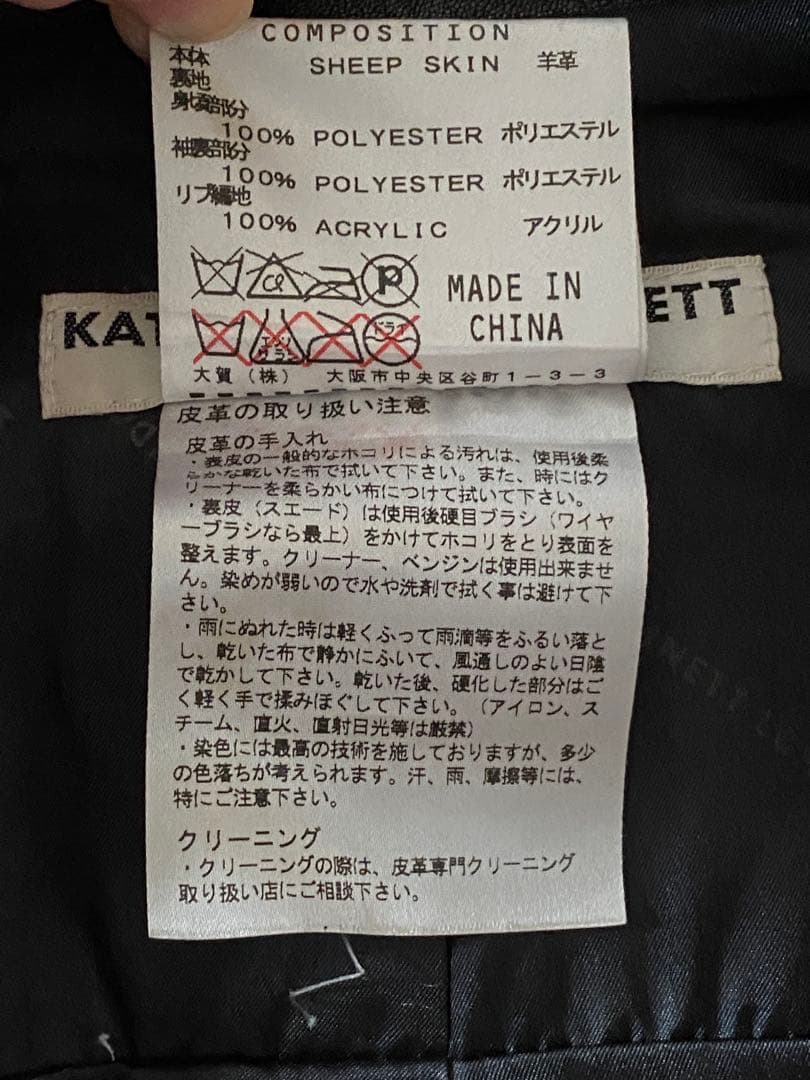 COMPOSITION
本体 SHEEP SKIN 羊革
裏地
身頃部分
100% POLYESTER ポリエステル
袖裏部分
100% POLYESTER ポリエステル
リブ編地
100% ACRYLIC アクリル
MADE IN
CHINA
KAT ETT
エンソ
サラシ
ドライ
大賀(株) 大阪市中央区谷町1-3-3
皮革の取り扱い注意
皮革の手入れ
・表皮の一般的なホコリによる汚れは、使用後柔
らかな乾いた布で拭いて下さい。また、時にはク
リーナーを柔らかい布につけて拭いて下さい。
・裏皮(スエード)は使用後硬目ブラシ(ワイヤ
ーブラシなら最上)をかけてホコリをとり表面を
整えます。クリーナー、ベンジンは使用出来ませ
ん。染めが弱いので水や洗剤で拭く事は避けて下
さい。
・雨にぬれた時は軽くふって雨滴等をふるい落と
し、乾いた布で静かにふいて、風通しのよい日陰
で乾かして下さい。乾いた後、硬化した部分はご
く軽く手で揉みほぐして下さい。(アイロン、ス
チーム、直火、直射日光等は厳禁)
・染色には最高の技術を施しておりますが、多少
の色落ちが考えられます。汗、雨、摩擦等には、
特にご注意下さい。
クリーニング
・クリーニングの際は、皮革専門クリーニング
取り扱い店にご相談下さい。